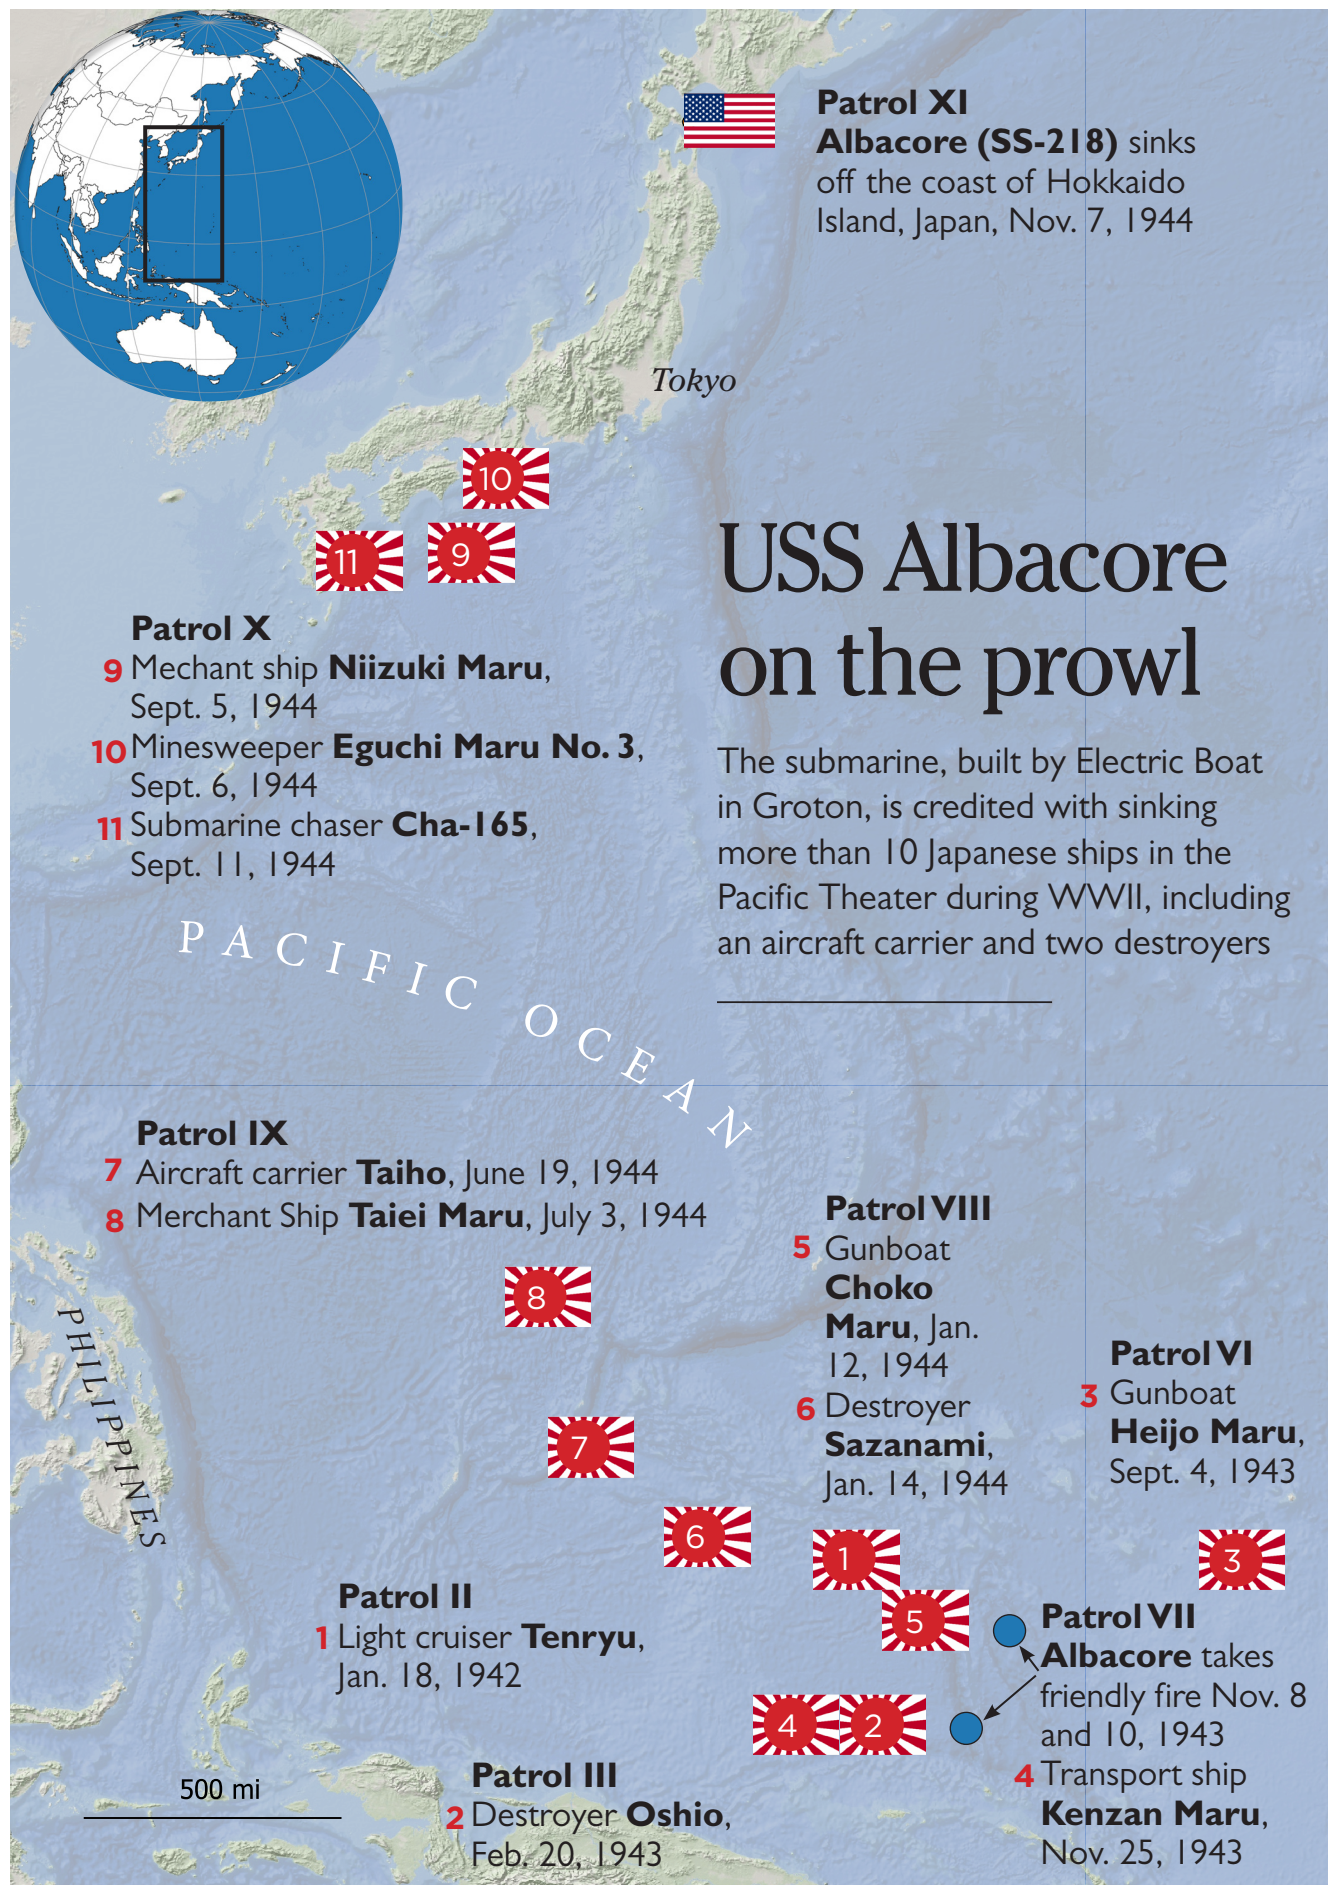 Patrol XI
Albacore (SS-218) sinks
off the coast of Hokkaido
Island, Japan, Nov. 7, 1944
Tokyo
10
11
9
USS Albacore
on the prowl
The submarine, built by Electric Boat
in Groton, is credited with sinking
more than 10 Japanese ships in the
Pacific Theater during WWII, including
an aircraft carrier and two destroyers
Patrol X
9 Mechant ship Niizuki Maru,
Sept. 5, 1944
10 Minesweeper Eguchi Maru No. 3,
Sept. 6, 1944
11 Submarine chaser Cha-165,
Sept. 11, 1944
PACIFIC OCEAN
Patrol IX
7 Aircraft carrier Taiho, June 19, 1944
8 Merchant Ship Taiei Maru, July 3, 1944
8
7
PHILIPPINES
Patrol VIII
5 Gunboat
Choko
Maru, Jan.
12, 1944
6 Destroyer
Sazanami,
Jan. 14, 1944
Patrol VI
3 Gunboat
Heijo Maru,
Sept. 4, 1943
6
1
3
5
Patrol II
1 Light cruiser Tenryu,
Jan. 18, 1942
Patrol VII
Albacore takes
friendly fire Nov. 8
and 10, 1943
4 Transport ship
Kenzan Maru,
Nov. 25, 1943
4
2
500 mi
Patrol III
2 Destroyer Oshio,
Feb. 20, 1943